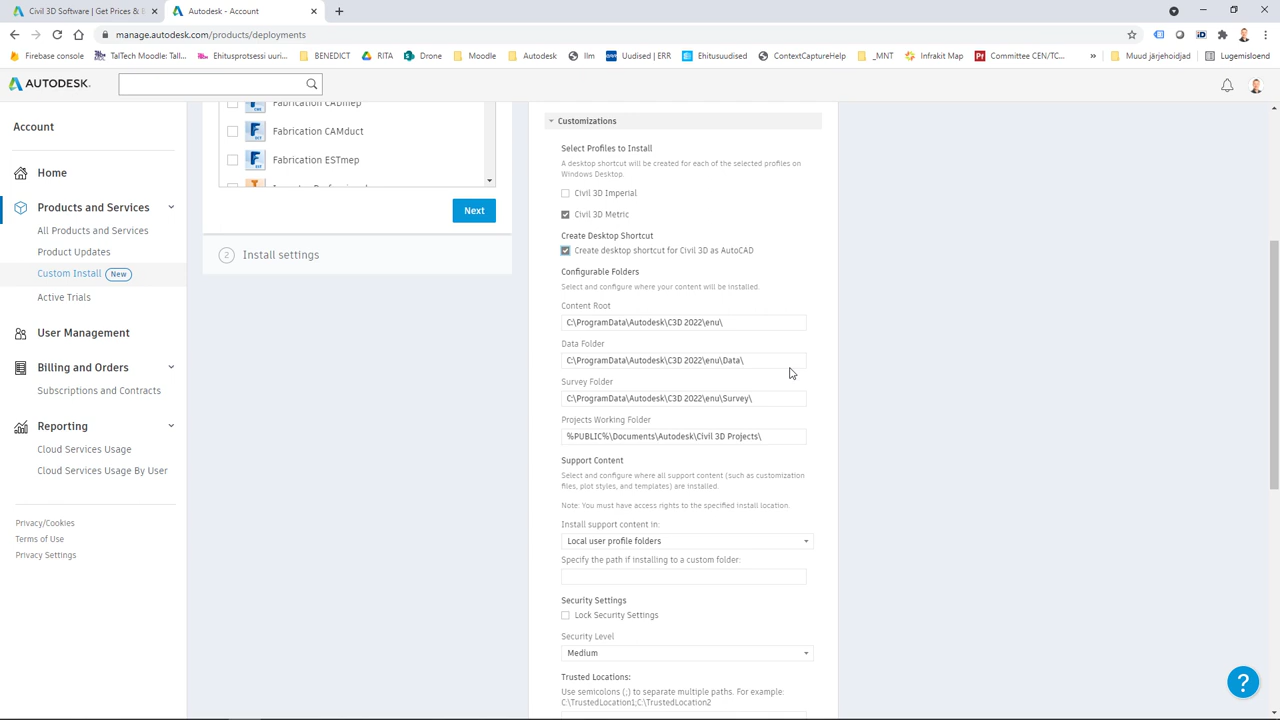 Civil 3D Software | Get Prices & B
Autodesk - Account
manage.autodesk.com/products/deployments
Firebase console
TalTech Moodle: Tall...
Ehitusprotsessi uuri...
BENEDICT
RITA
Drone
Moodle
Autodesk
Ilm
Uudised | ERR
Ehitusuudised
ContextCaptureHelp
_MNT
Infrakit Map
Committee CEN/TC...
Muud järjehoidjad
Lugemisloend
AUTODESK.
Account
Home
Products and Services
All Products and Services
Product Updates
Custom Install New
Active Trials
User Management
Billing and Orders
Subscriptions and Contracts
Reporting
Cloud Services Usage
Cloud Services Usage By User
Privacy/Cookies
Terms of Use
Privacy Settings
Fabrication CADmep
Fabrication CAMduct
Fabrication ESTmep
Next
2 Install settings
Customizations
Select Profiles to Install
A desktop shortcut will be created for each of the selected profiles on
Windows Desktop.
Civil 3D Imperial
Civil 3D Metric
Create Desktop Shortcut
Create desktop shortcut for Civil 3D as AutoCAD
Configurable Folders
Select and configure where your content will be installed.
Content Root
C:\ProgramData\Autodesk\C3D 2022\enu\
Data Folder
C:\ProgramData\Autodesk\C3D 2022\enu\Data\
Survey Folder
C:\ProgramData\Autodesk\C3D 2022\enu\Survey\
Projects Working Folder
%PUBLIC%\Documents\Autodesk\Civil 3D Projects\
Support Content
Select and configure where all support content (such as customization
files, plot styles, and templates) are installed.
Note: You must have access rights to the specified install location.
Install support content in:
Local user profile folders
Specify the path if installing to a custom folder:
Security Settings
Lock Security Settings
Security Level
Medium
Trusted Locations:
Use semicolons (;) to separate multiple paths. For example:
C:\TrustedLocation1;C:\TrustedLocation2
?